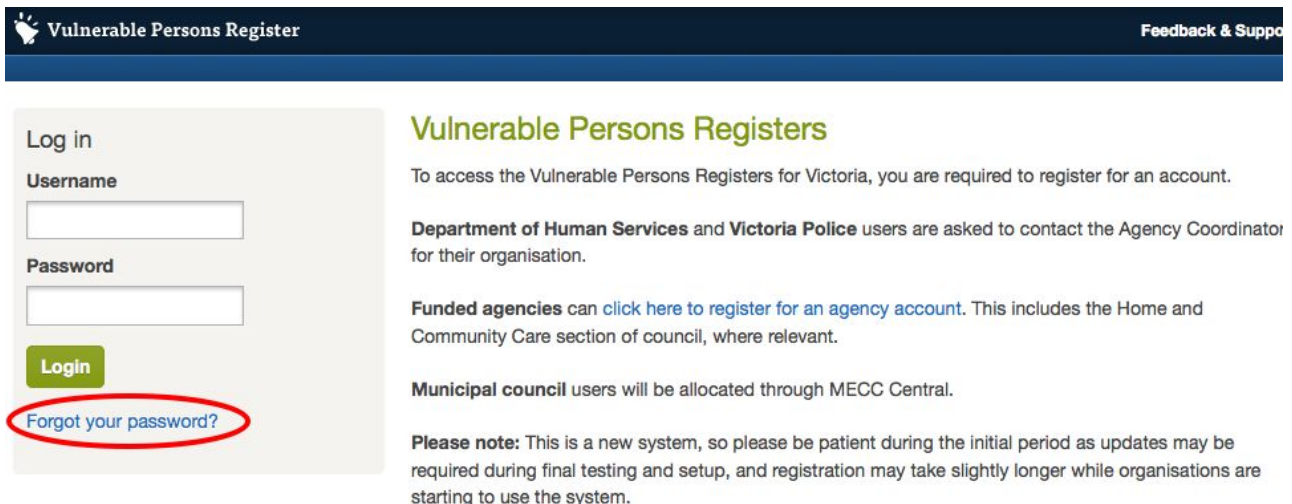 Vulnerable Persons Register
Feedback & Suppo
Log in
Username
Password
Login
Forgot your password?
Vulnerable Persons Registers
To access the Vulnerable Persons Registers for Victoria, you are required to register for an account.
Department of Human Services and Victoria Police users are asked to contact the Agency Coordinator
for their organisation.
Funded agencies can click here to register for an agency account. This includes the Home and
Community Care section of council, where relevant.
Municipal council users will be allocated through MECC Central.
Please note: This is a new system, so please be patient during the initial period as updates may be
required during final testing and setup, and registration may take slightly longer while organisations are
starting to use the system.